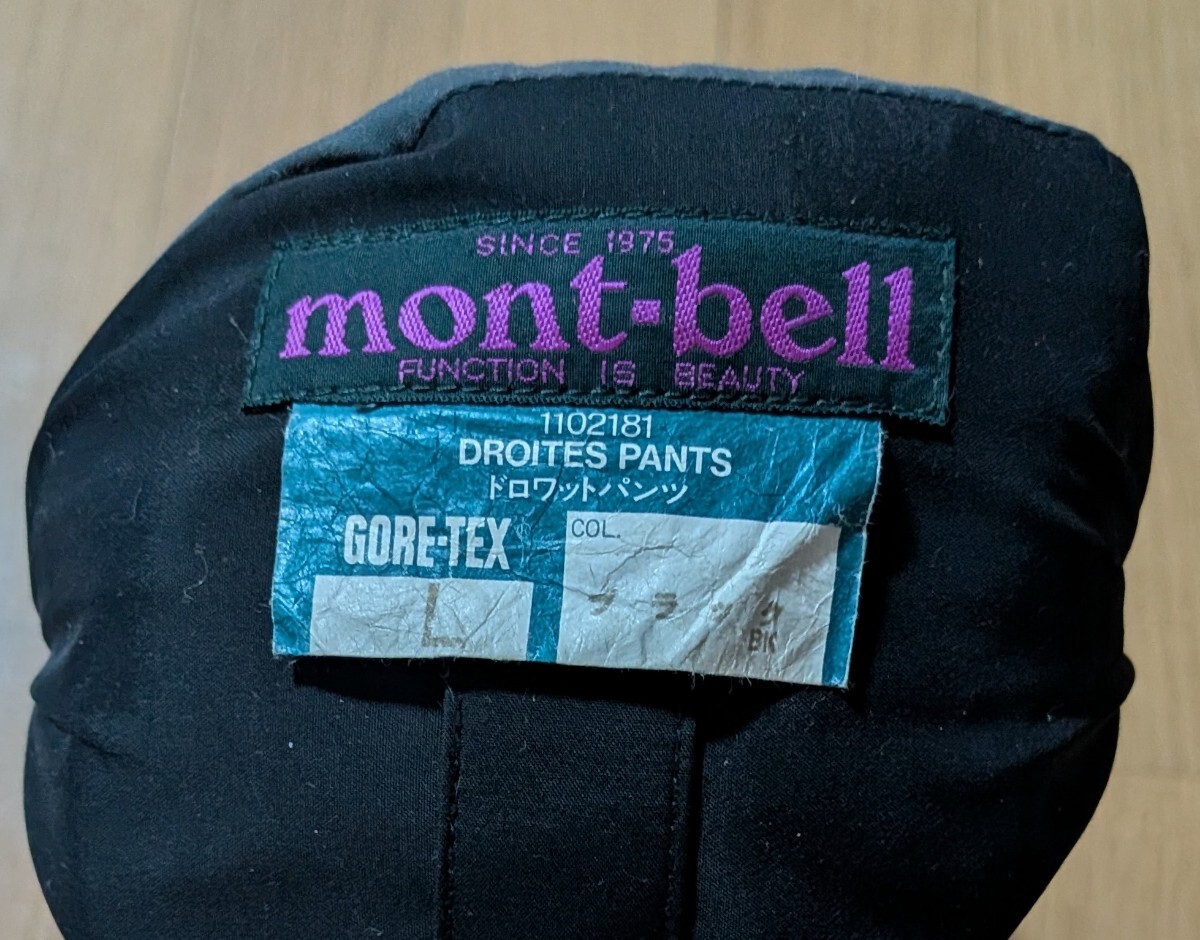 SINCE 1975
mont-bell
FUNCTION IS BEAUTY
1102181
DROITES PANTS
ドロワットパンツ
GORE-TEX
COL.
L
ブラック
BK